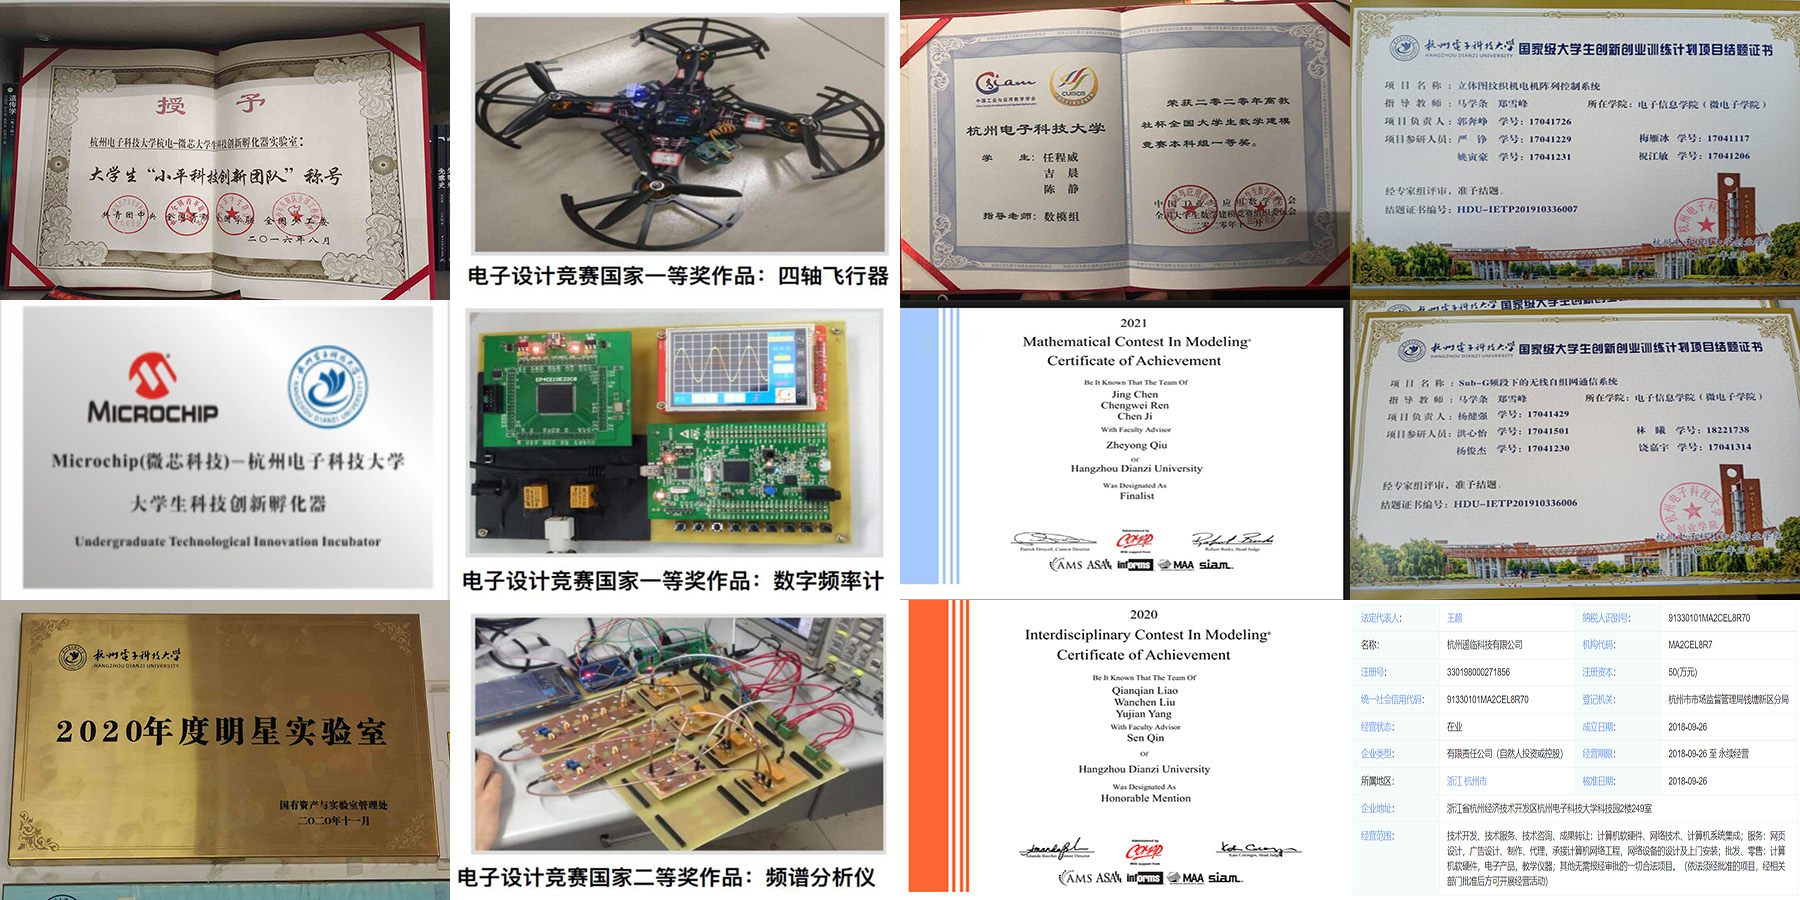 授 予
杭州电子科技大学杭电-微芯大学生科技创新孵化器实验室：
大学生“小平科技创新团队”称号
共青团中央 全国青联 全国学联 全国少工委
二〇一六年八月
电子设计竞赛国家一等奖作品：四轴飞行器
中国工业与应用数学学会
CUMCM
杭州电子科技大学
学 生：任程威
吉 晨
陈 静
指导老师：数模组
荣获二零二零年高教
社杯全国大学生数学建模
竞赛本科组一等奖。
中国工业与应用数学学会
全国大学生数学建模竞赛组织委员会
二零二零年十一月
杭州电子科技大学
HANGZHOU DIANZI UNIVERSITY
国家级大学生创新创业训练计划项目结题证书
项目名称：立体图纹织机电机阵列控制系统
指导教师：马学条 郑雪峰 所在学院：电子信息学院（微电子学院）
项目负责人：郭奔峥 学号：17041726
项目参研人员：严铮 学号：17041229 梅雁冰 学号：17041117
姚寅豪 学号：17041231 祝江敏 学号：17041206
经专家组评审，准予结题。
结题证书编号：HDU-IETP201910336007
MICROCHIP
Microchip(微芯科技)—杭州电子科技大学
大学生科技创新孵化器
Undergraduate Technological Innovation Incubator
电子设计竞赛国家一等奖作品：数字频率计
2021
Mathematical Contest In Modeling®
Certificate of Achievement
Be It Known That The Team Of
Jing Chen
Chengwei Ren
Chen Ji
With Faculty Advisor
Zheyong Qiu
Of
Hangzhou Dianzi University
Was Designated As
Finalist
Administered by
COMAP
With support from
Patrick Driscoll, Contest Director
Robert Burks, Head Judge
AMS ASA informs MAA siam
杭州电子科技大学
HANGZHOU DIANZI UNIVERSITY
国家级大学生创新创业训练计划项目结题证书
项目名称：Sub-G频段下的无线自组网通信系统
指导教师：马学条 郑雪峰 所在学院：电子信息学院（微电子学院）
项目负责人：杨健强 学号：17041429
项目参研人员：洪心怡 学号：17041501 林曦 学号：18221738
杨俊杰 学号：17041230 饶嘉宇 学号：17041314
经专家组评审，准予结题。
结题证书编号：HDU-IETP201910336006
杭州电子科技大学
HANGZHOU DIANZI UNIVERSITY
2020年度明星实验室
国有资产与实验室管理处
二〇二〇年十一月
电子设计竞赛国家二等奖作品：频谱分析仪
2020
Interdisciplinary Contest In Modeling®
Certificate of Achievement
Be It Known That The Team Of
Qianqian Liao
Wanchen Liu
Yujian Yang
With Faculty Advisor
Sen Qin
Of
Hangzhou Dianzi University
Was Designated As
Honorable Mention
Administered by
COMAP
With support from
AMS ASA informs MAA siam
法定代表人： 王超 纳税人识别号： 91330101MA2CEL8R70
名称： 杭州遥临科技有限公司 机构代码： MA2CEL8R7
注册号： 330198000271856 注册资本： 50(万元)
统一社会信用代码： 91330101MA2CEL8R70 登记机关： 杭州市市场监督管理局钱塘新区分局
经营状态： 在业 成立日期： 2018-09-26
企业类型： 有限责任公司（自然人投资或控股） 经营期限： 2018-09-26 至 永续经营
所属地区： 浙江 杭州市 核准日期： 2018-09-26
企业地址： 浙江省杭州经济技术开发区杭州电子科技大学科技园2楼249室
经营范围： 技术开发、技术服务、技术咨询、成果转让：计算机软硬件、网络技术、计算机系统集成；服务：网页
设计，广告设计、制作、代理，承接计算机网络工程，网络设备的设计及上门安装；批发、零售：计算
机软硬件，电子产品，教学仪器；其他无需报经审批的一切合法项目。（依法须经批准的项目，经相关
部门批准后方可开展经营活动）